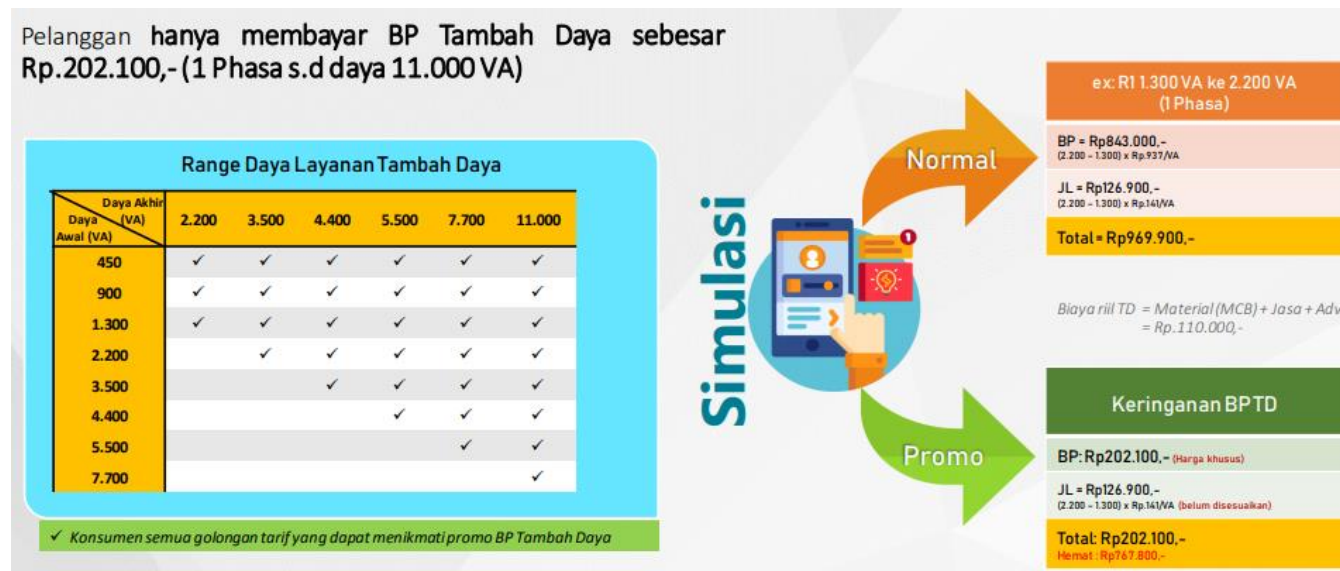 Pelanggan hanya membayar BP Tambah Daya sebesar
Rp.202.100,- (1 Phasa s.d daya 11.000 VA)
Range Daya Layanan Tambah Daya
Daya Akhir
(VA)
Daya
Awal (VA)
2.200 3.500 4.400 5.500 7.700 11.000
450 ✓ ✓ ✓ ✓ ✓ ✓
900 ✓ ✓ ✓ ✓ ✓ ✓
1.300 ✓ ✓ ✓ ✓ ✓ ✓
2.200 ✓ ✓ ✓ ✓ ✓
3.500 ✓ ✓ ✓ ✓
4.400 ✓ ✓ ✓
5.500 ✓ ✓
7.700 ✓
✓ Konsumen semua golongan tarif yang dapat menikmati promo BP Tambah Daya
Simulasi
1
Normal
Promo
ex: R1 1.300 VA ke 2.200 VA
(1 Phasa)
BP = Rp843.000,-
(2.200 – 1.300) x Rp.937/VA
JL = Rp126.900,-
(2.200 – 1.300) x Rp.141/VA
Total = Rp969.900,-
Biaya riil TD = Material (MCB) + Jasa + Adv
= Rp.110.000,-
Keringanan BPTD
BP: Rp202.100,- (Harga khusus)
JL = Rp126.900,-
(2.200 – 1.300) x Rp.141/VA (belum disesuaikan)
Total: Rp202.100,-
Hemat : Rp767.800,-